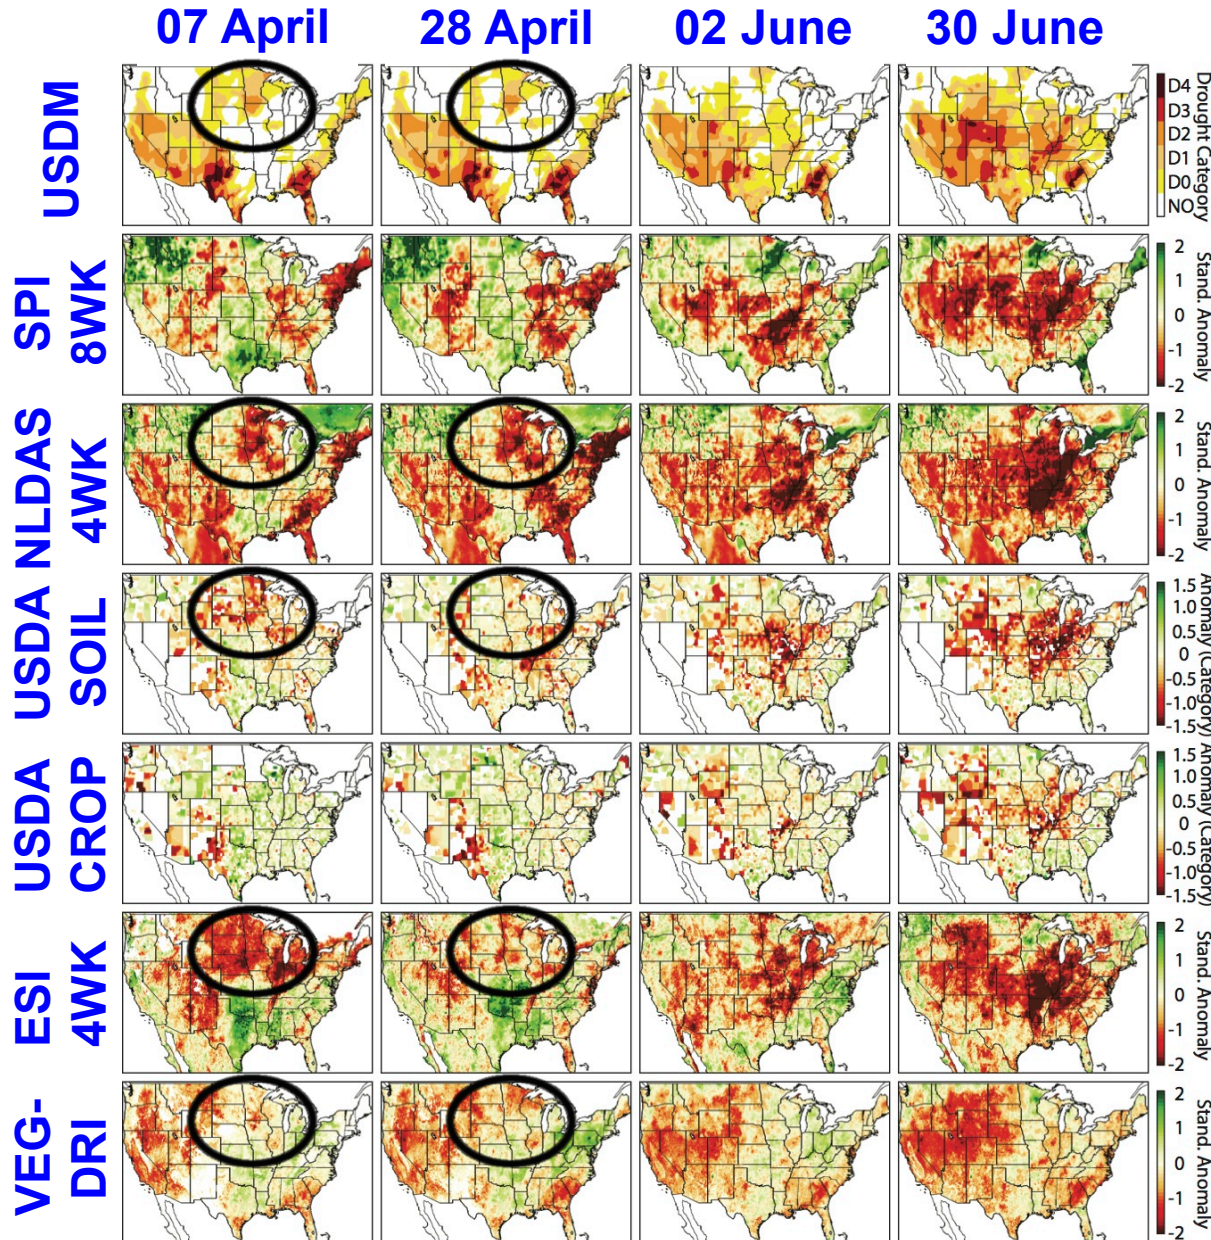 07 April 28 April 02 June 30 June
USDM
D4
D3
D2
D1
D0
NO
Drought Category
SPI
8WK
2
1
0
-1
-2
Stand. Anomaly
NLDAS
4WK
2
1
0
-1
-2
Stand. Anomaly
USDA
SOIL
1.5
1.0
0.5
0
-0.5
-1.0
-1.5
Anomaly (Category)
USDA
CROP
1.5
1.0
0.5
0
-0.5
-1.0
-1.5
Anomaly (Category)
ESI
4WK
2
1
0
-1
-2
Stand. Anomaly
VEG-
DRI
2
1
0
-1
-2
Stand. Anomaly